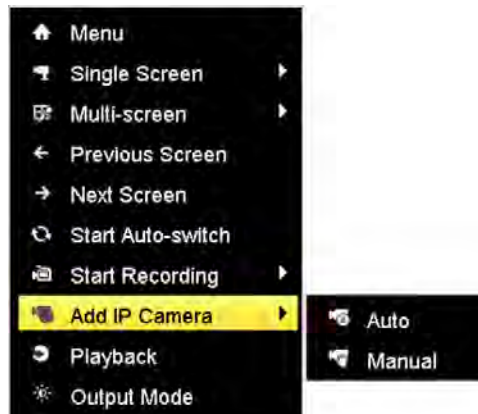 Menu
Single Screen
Multi-screen
Previous Screen
Next Screen
Start Auto-switch
Start Recording
Add IP Camera
Auto
Manual
Playback
Output Mode